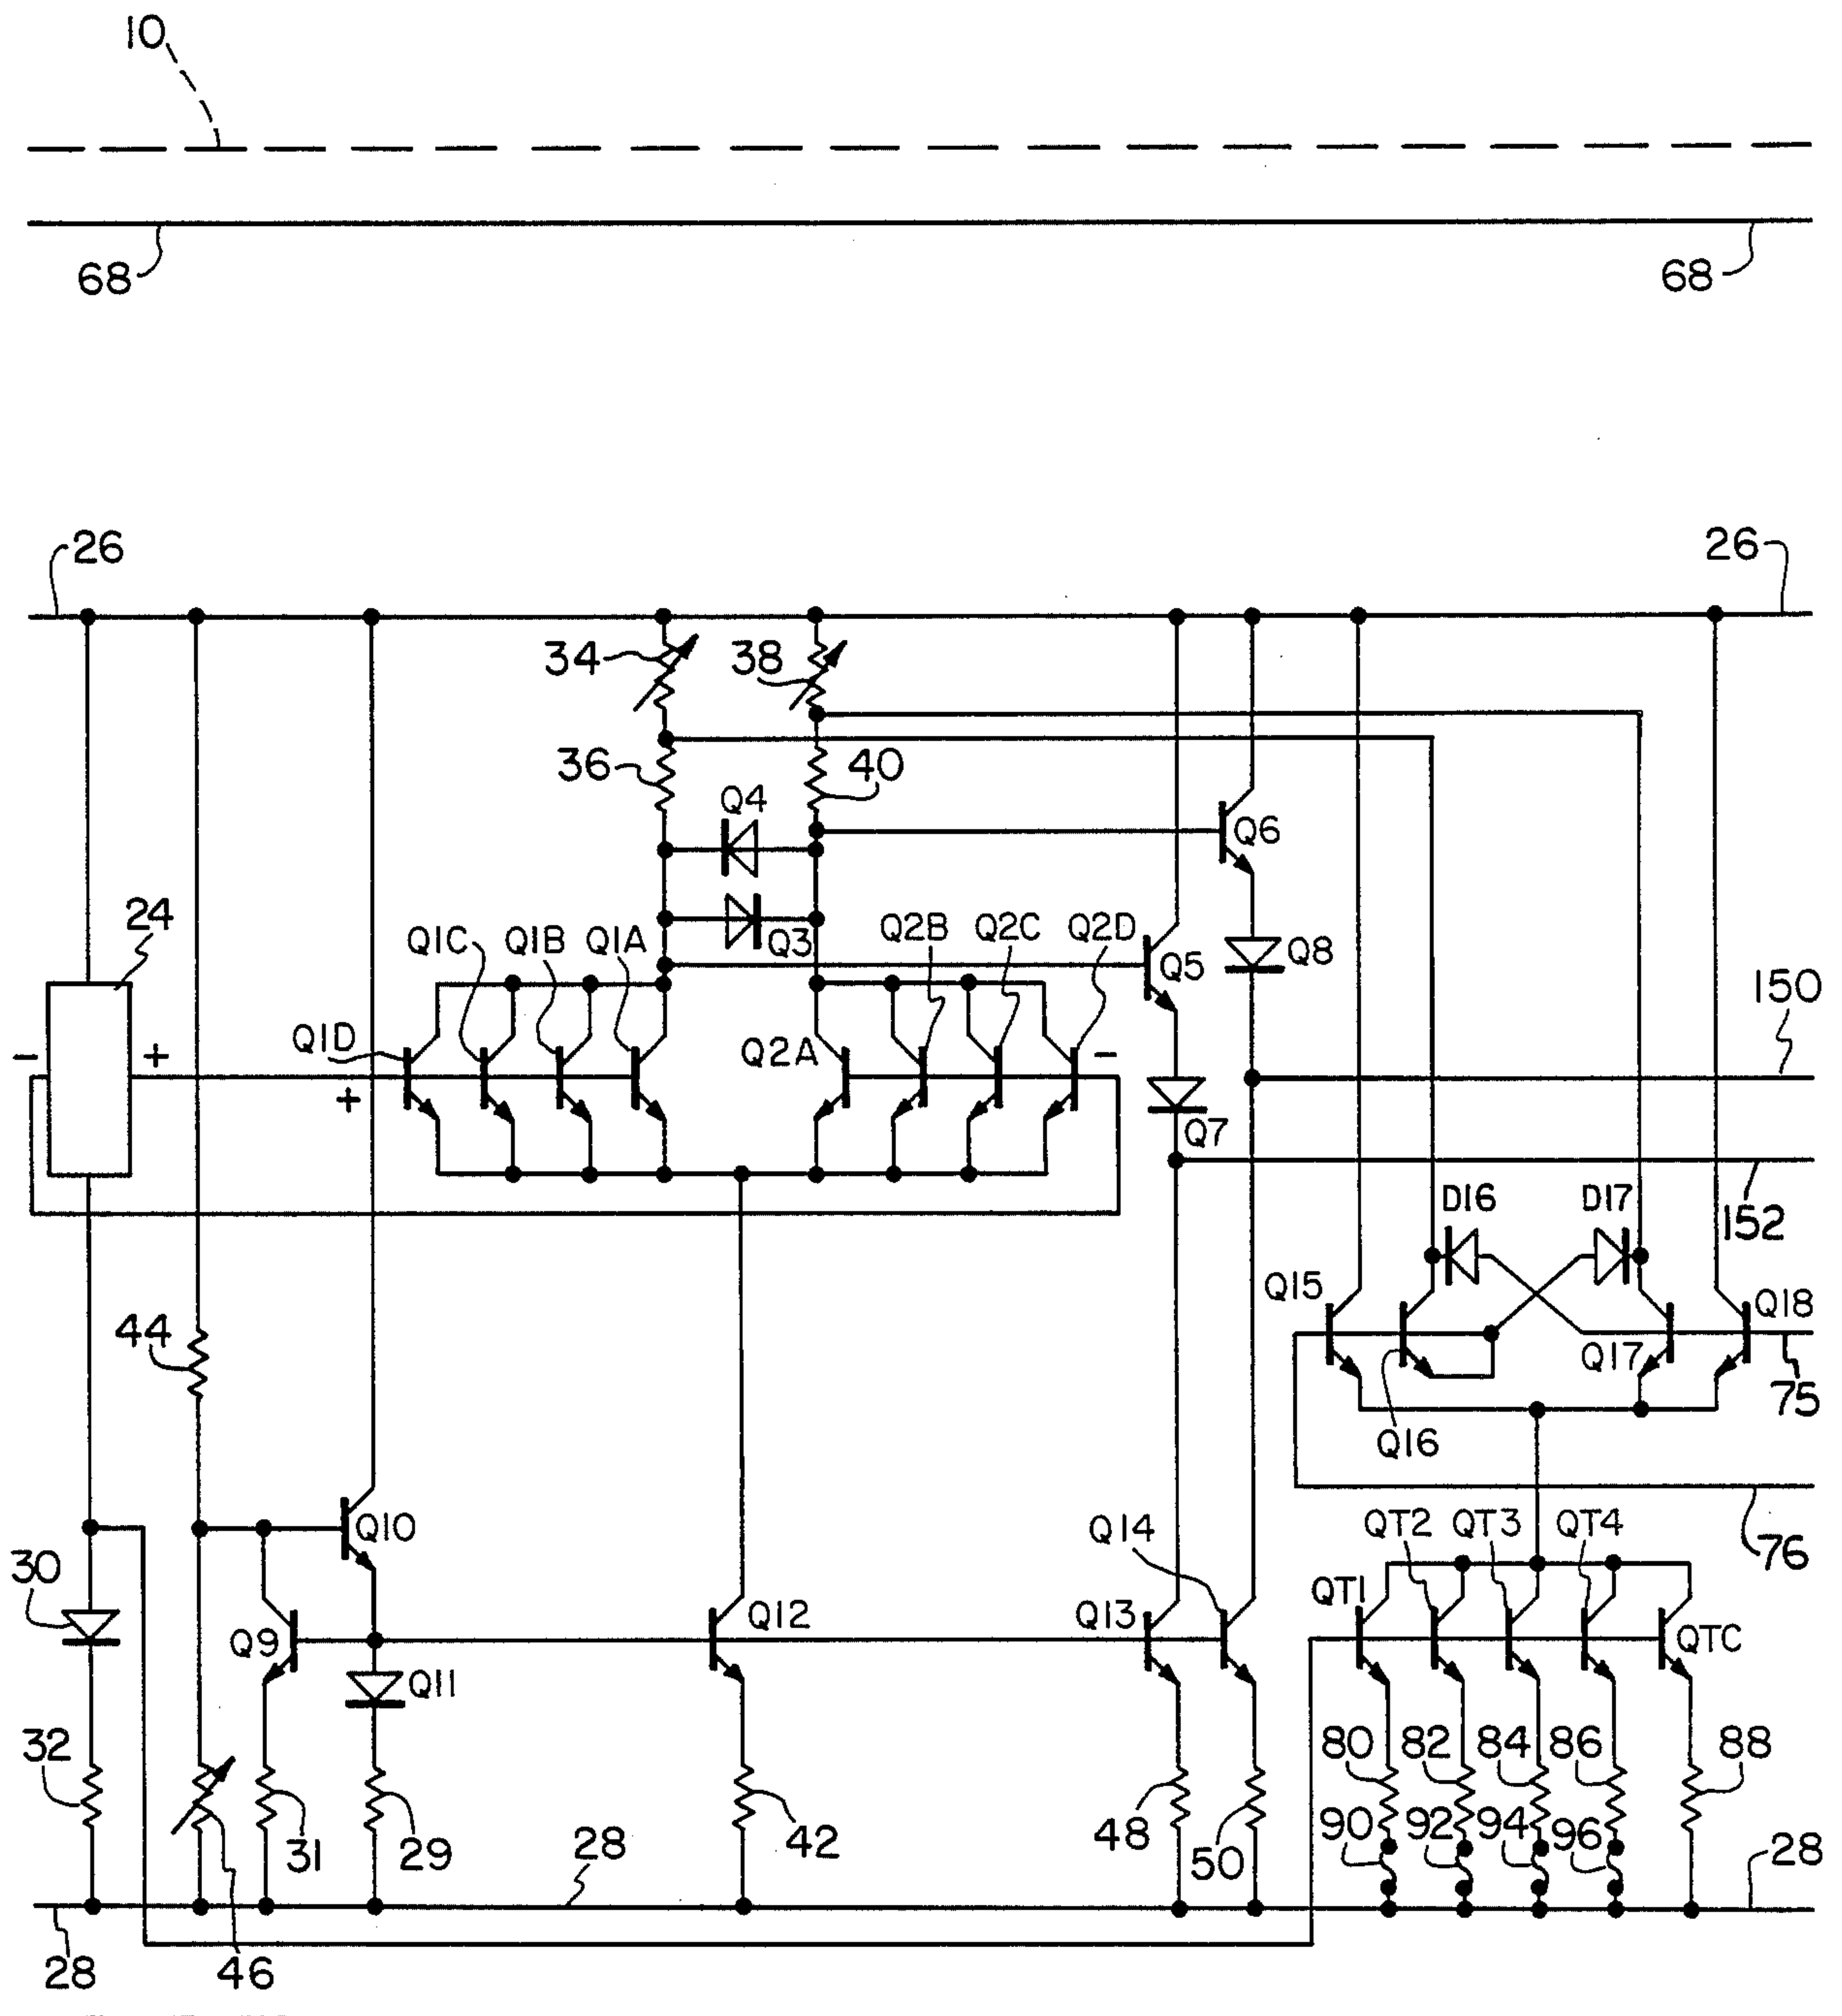 10
68 68
26 26
34 38
36 40
Q4
Q6
24
Q1C Q1B Q1A Q3 Q2B Q2C Q2D
Q5 Q8
150
Q1D Q2A
- + + -
Q7
D16 D17 152
Q15 Q18
44
Q17 75
Q16
Q10 Q14 QT2 QT3 QT4 76
30
QT1
Q9 Q12 Q13 QTC
Q11
32 80 82 84 86 88
31 29 42 48 50 90 92 94 96
28 28
28 46